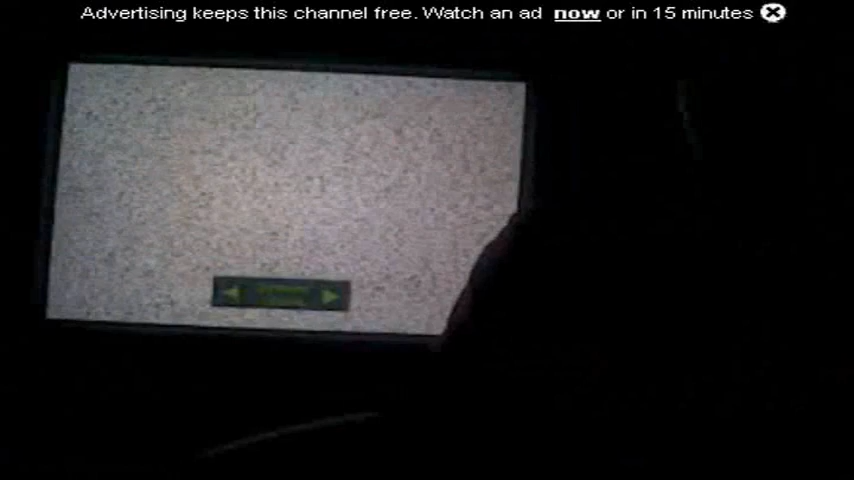 Advertising keeps this channel free. Watch an ad now or in 15 minutes